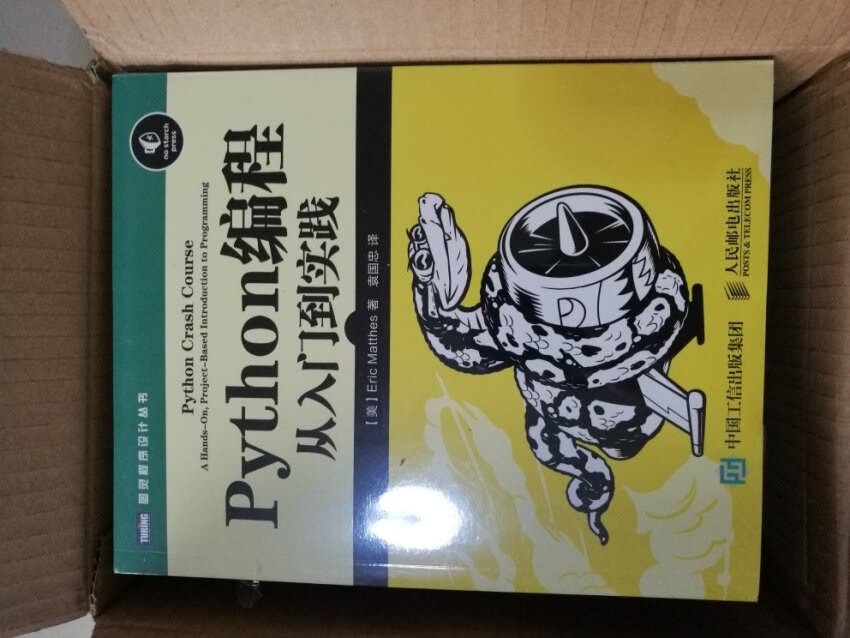 TURING 图灵程序设计丛书
no starch
press
Python Crash Course
A Hands-On, Project-Based Introduction to Programming
Python编程
从入门到实践
【美】Eric Matthes 著 袁国忠 译
中国工信出版集团
人民邮电出版社
POSTS & TELECOM PRESS